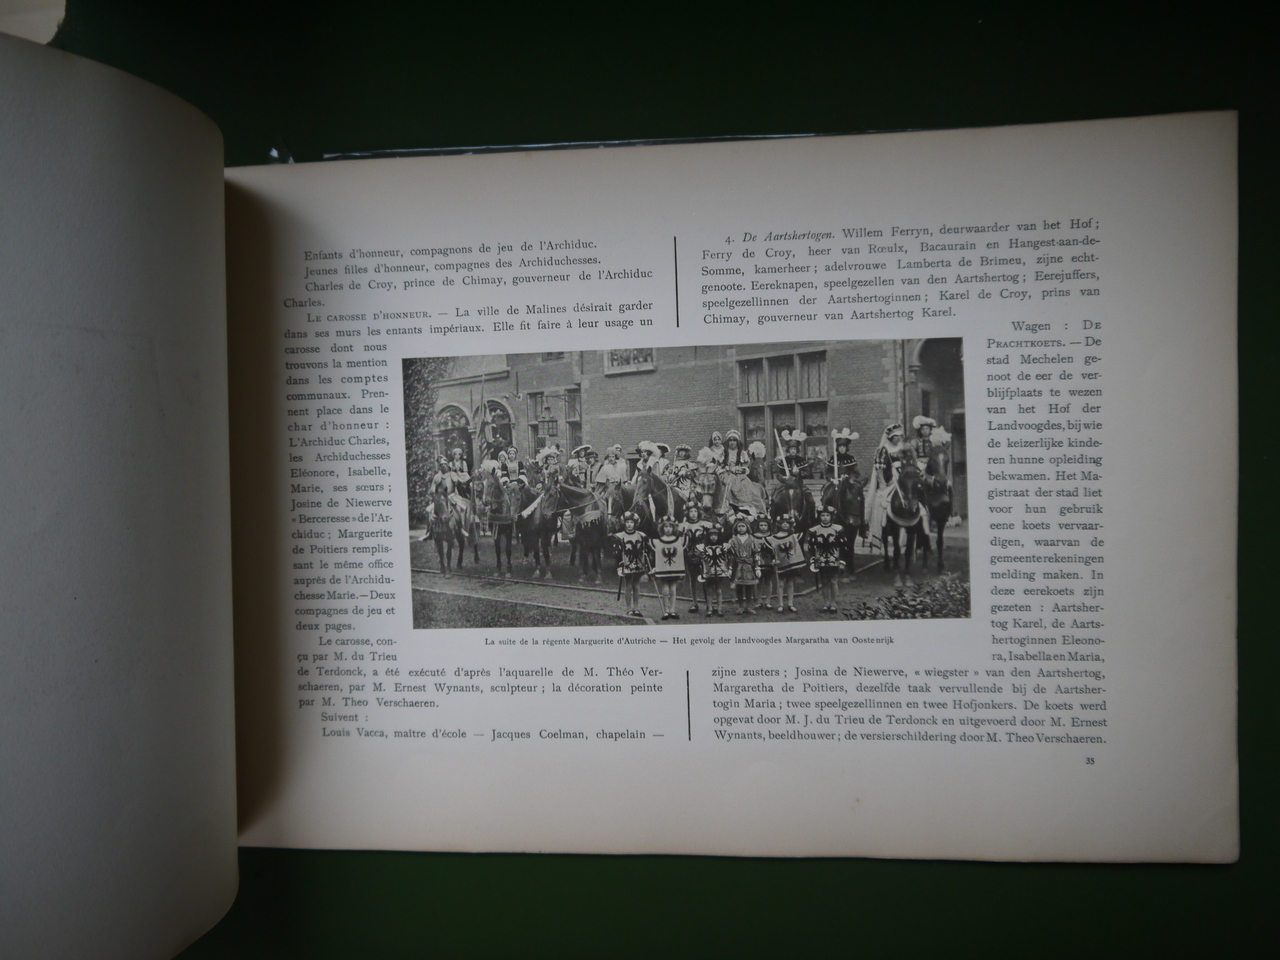 Enfants d'honneur, compagnons de jeu de l'Archiduc.
Jeunes filles d'honneur, compagnes des Archiduchesses.
Charles de Croy, prince de Chimay, gouverneur de l'Archiduc
Charles.
LE CAROSSE D'HONNEUR. — La ville de Malines désirait garder
dans ses murs les enfants impériaux. Elle fit faire à leur usage un
carosse dont nous
trouvons la mention
dans les comptes
communaux. Pren-
nent place dans le
char d'honneur :
L'Archiduc Charles,
les Archiduchesses
Eléonore, Isabelle,
Marie, ses sœurs ;
Josine de Niewerve
« Berceresse » de l'Ar-
chiduc ; Marguerite
de Poitiers remplis-
sant le même office
auprès de l'Archidu-
chesse Marie. — Deux
compagnes de jeu et
deux pages.
Le carosse, con-
çu par M. du Trieu
de Terdonck, a été exécuté d'après l'aquarelle de M. Théo Ver-
schaeren, par M. Ernest Wynants, sculpteur ; la décoration peinte
par M. Theo Verschaeren.
Suivent :
Louis Vacca, maître d'école — Jacques Coelman, chapelain —
La suite de la régente Marguerite d'Autriche — Het gevolg der landvoogdes Margaratha van Oostenrijk
4. De Aartshertogen. Willem Ferryn, deurwaarder van het Hof ;
Ferry de Croy, heer van Rœulx, Bacaurain en Hangest-aan-de-
Somme, kamerheer ; adelvrouwe Lamberta de Brimeu, zijne echt-
genoote. Eereknapen, speelgezellen van den Aartshertog ; Eerejuffers,
speelgezellinnen der Aartshertoginnen ; Karel de Croy, prins van
Chimay, gouverneur van Aartshertog Karel.
Wagen : DE
PRACHTKOETS. — De
stad Mechelen ge-
noot de eer de ver-
blijfplaats te wezen
van het Hof der
Landvoogdes, bij wie
de keizerlijke kinde-
ren hunne opleiding
bekwamen. Het Ma-
gistraat der stad liet
voor hun gebruik
eene koets vervaar-
digen, waarvan de
gemeenterekeningen
melding maken. In
deze eerekoets zijn
gezeten : Aartsher-
tog Karel, de Aarts-
hertoginnen Eleono-
ra, Isabella en Maria,
zijne zusters ; Josina de Niewerve, « wiegster » van den Aartshertog,
Margaretha de Poitiers, dezelfde taak vervullende bij de Aartsher-
togin Maria ; twee speelgezellinnen en twee Hofjonkers. De koets werd
opgevat door M. J. du Trieu de Terdonck en uitgevoerd door M. Ernest
Wynants, beeldhouwer ; de versierschildering door M. Theo Verschaeren.
35